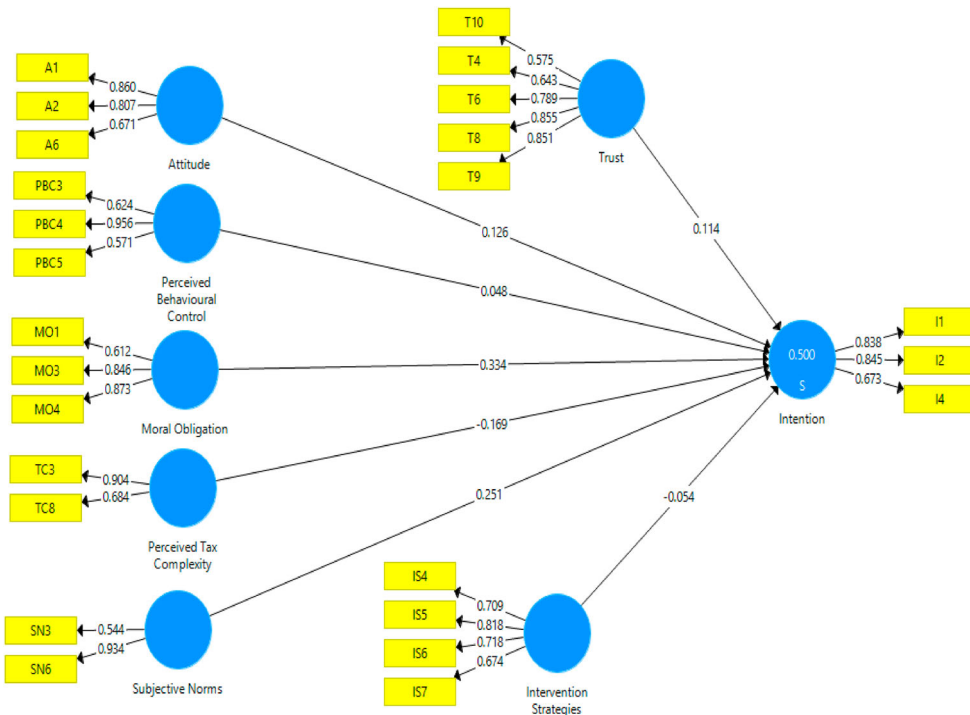 T10
0.575
T4
0.643
T6
0.789
T8
0.855
T9
0.851
Trust
0.114
A1
0.860
A2
0.807
A6
0.671
Attitude
0.126
PBC3
0.624
PBC4
0.956
PBC5
0.571
Perceived
Behavioural
Control
0.048
MO1
0.612
MO3
0.846
MO4
0.873
Moral Obligation
0.334
TC3
0.904
TC8
0.684
Perceived Tax
Complexity
-0.169
SN3
0.544
SN6
0.934
Subjective Norms
0.251
IS4
0.709
IS5
0.818
IS6
0.718
IS7
0.674
Intervention
Strategies
-0.054
0.500
S
Intention
I1
0.838
I2
0.845
I4
0.673